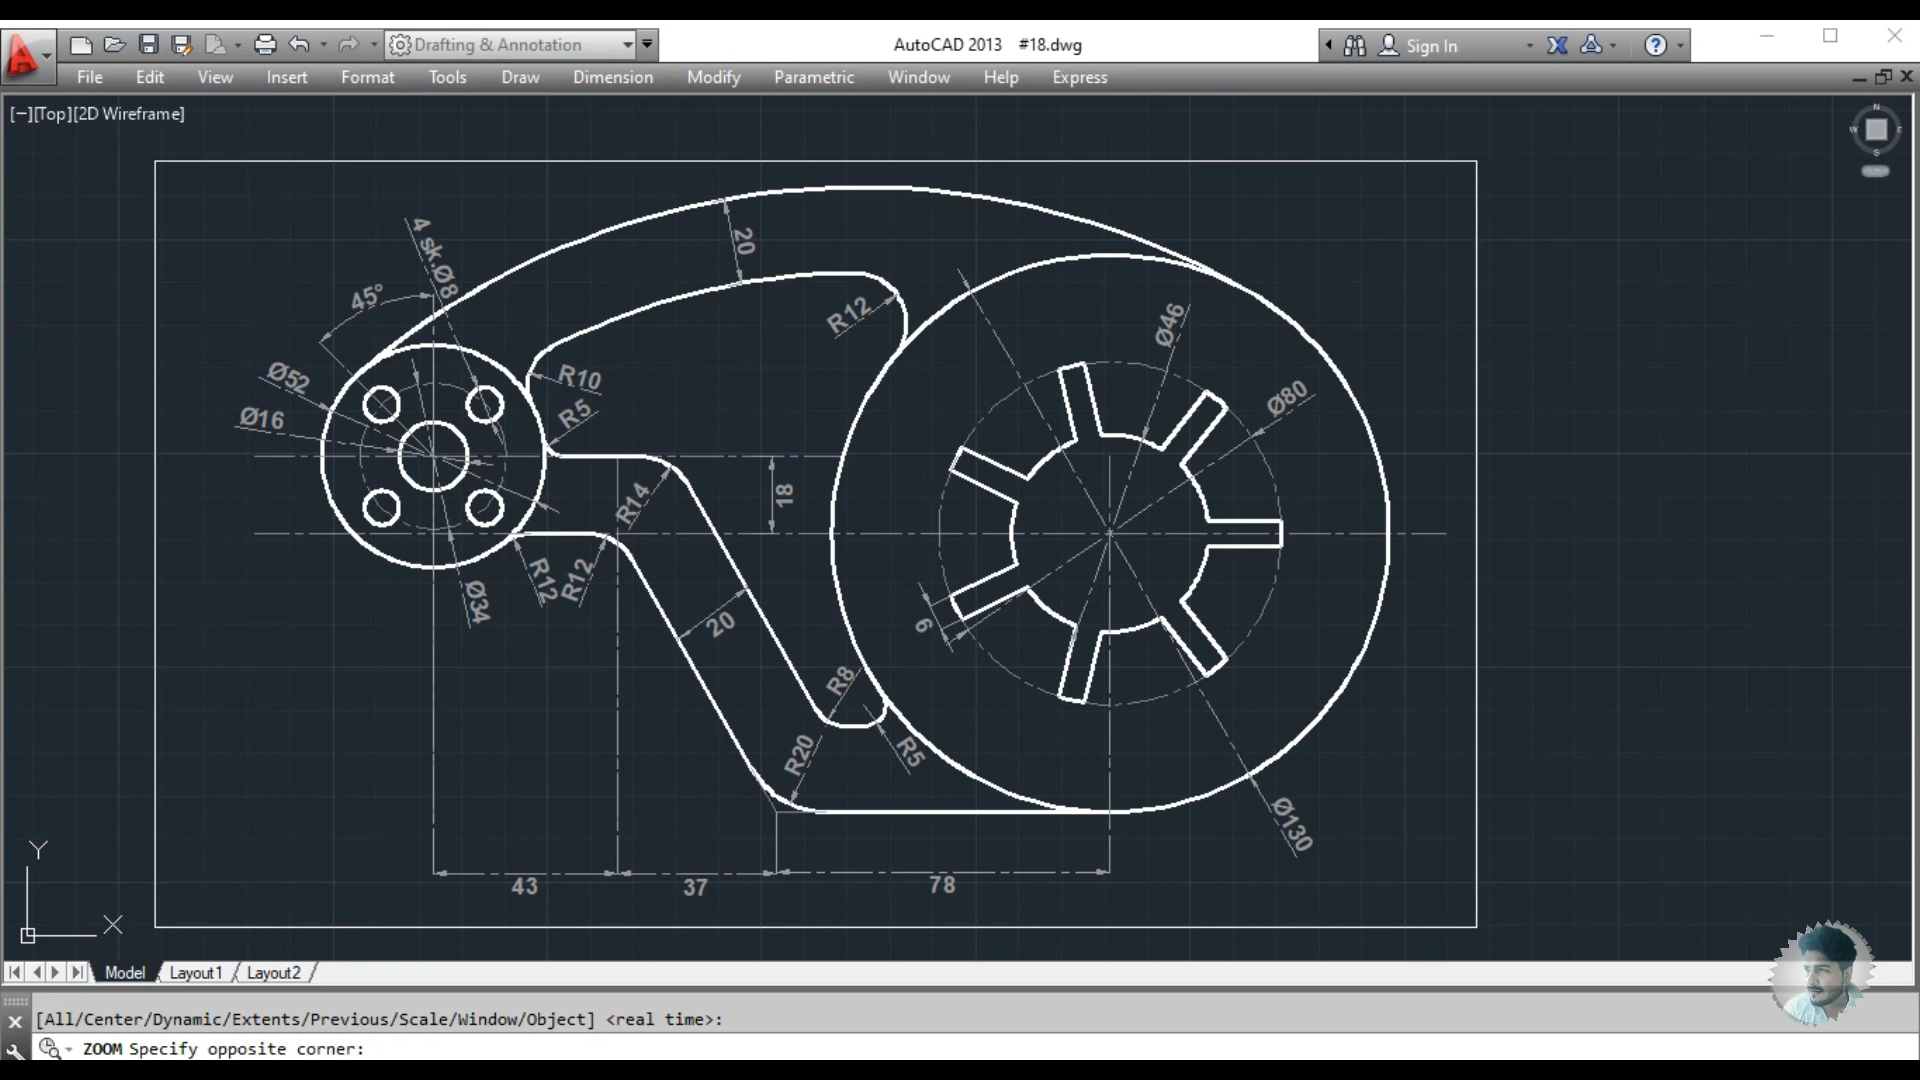 Drafting & Annotation
AutoCAD 2013 #18.dwg
Sign In
File Edit View Insert Format Tools Draw Dimension Modify Parametric Window Help Express
[−][Top][2D Wireframe]
N
W
S
4 sk.Ø8
20
45°
R12
Ø46
Ø52
R10
Ø80
Ø16
R5
R14
18
R12
R12
Ø34
20
6
R8
R20
R5
Ø130
43
37
78
Y
X
Model Layout1 Layout2
[All/Center/Dynamic/Extents/Previous/Scale/Window/Object] <real time>:
ZOOM Specify opposite corner: